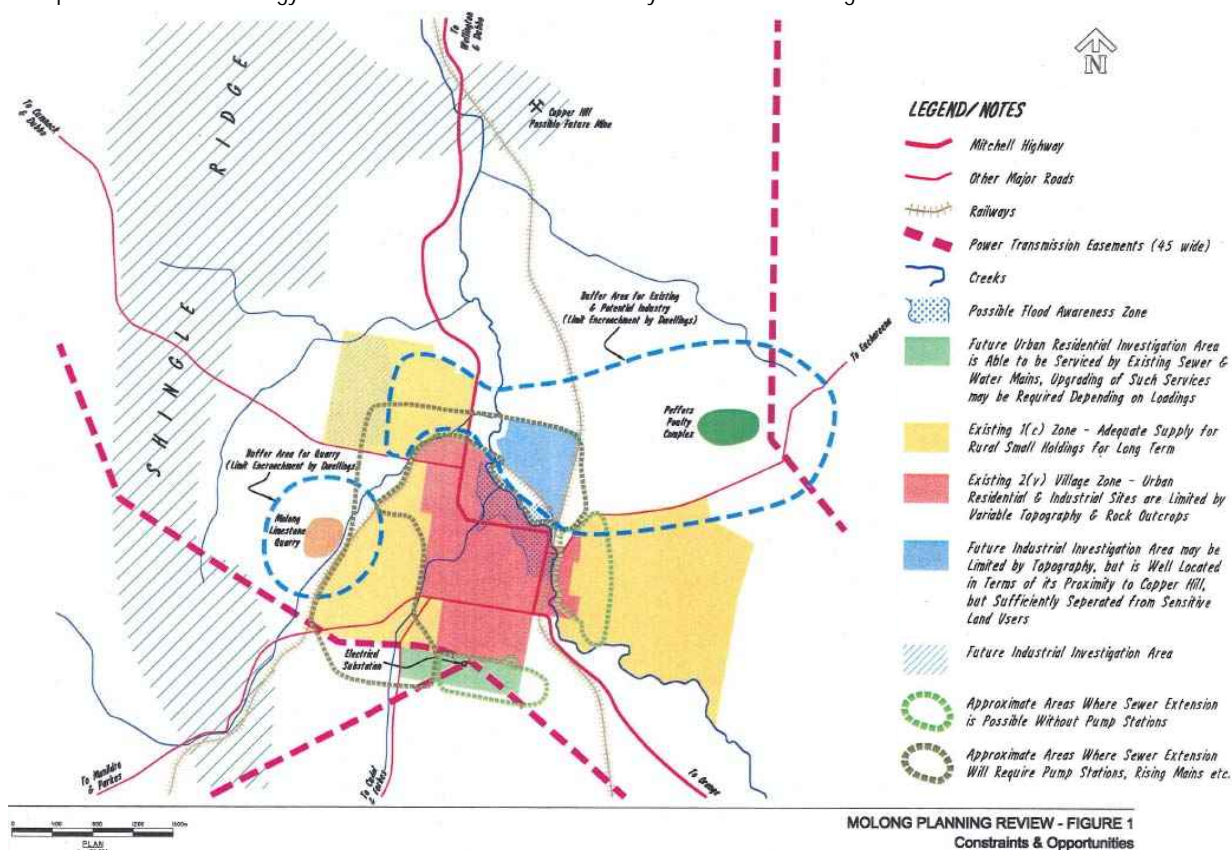 To
Wellington
& Dubbo
N
Copper Hill
Possible Future Mine
To Cumnock
& Dubbo
SHINGLE RIDGE
Buffer Area for Existing
& Potential Industry
(Limit Encroachment by Dwellings)
Peffers
Poulty
Complex
Buffer Area for Quarry
(Limit Encroachment by Dwellings)
Molong
Limestone
Quarry
Electrical
Substation
To Manildra
& Parkes
To Orange
LEGEND/NOTES
Mitchell Highway
Other Major Roads
Railways
Power Transmission Easements (45 wide)
Creeks
Possible Flood Awareness Zone
Future Urban Residential Investigation Area
is Able to be Serviced by Existing Sewer &
Water Mains, Upgrading of Such Services
may be Required Depending on Loadings
Existing 1(c) Zone - Adequate Supply for
Rural Small Holdings for Long Term
Existing 2(v) Village Zone - Urban
Residential & Industrial Sites are Limited by
Variable Topography & Rock Outcrops
Future Industrial Investigation Area may be
Limited by Topography, but is Well Located
in Terms of its Proximity to Copper Hill,
but Sufficiently Seperated from Sensitive
Land Users
Future Industrial Investigation Area
Approximate Areas Where Sewer Extension
is Possible Without Pump Stations
Approximate Areas Where Sewer Extension
Will Require Pump Stations, Rising Mains etc.
PLAN
MOLONG PLANNING REVIEW - FIGURE 1
Constraints & Opportunities